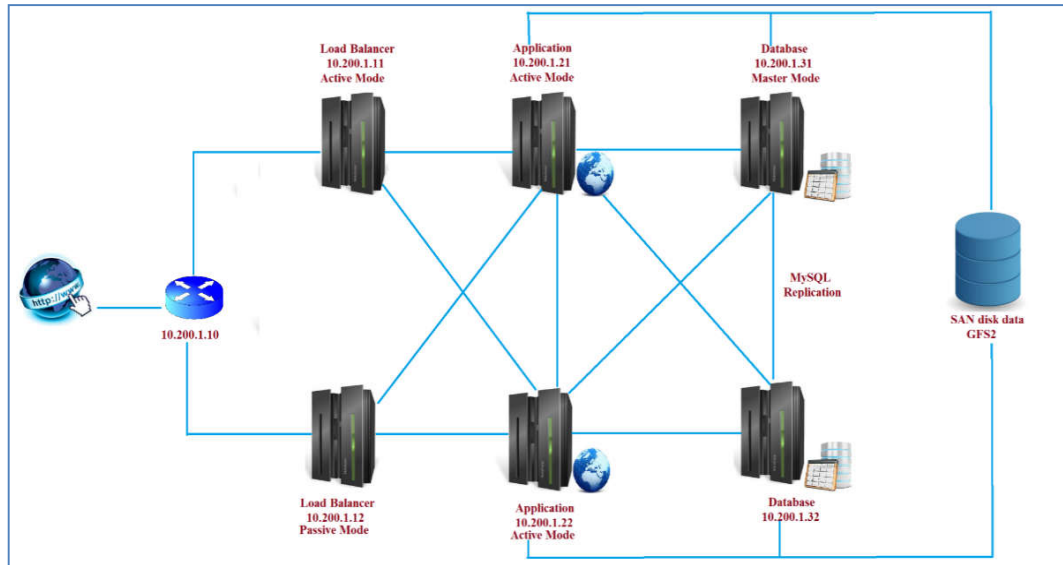 Load Balancer
10.200.1.11
Active Mode
Application
10.200.1.21
Active Mode
Database
10.200.1.31
Master Mode
http://www.
10.200.1.10
MySQL
Replication
SAN disk data
GFS2
Load Balancer
10.200.1.12
Passive Mode
Application
10.200.1.22
Active Mode
Database
10.200.1.32